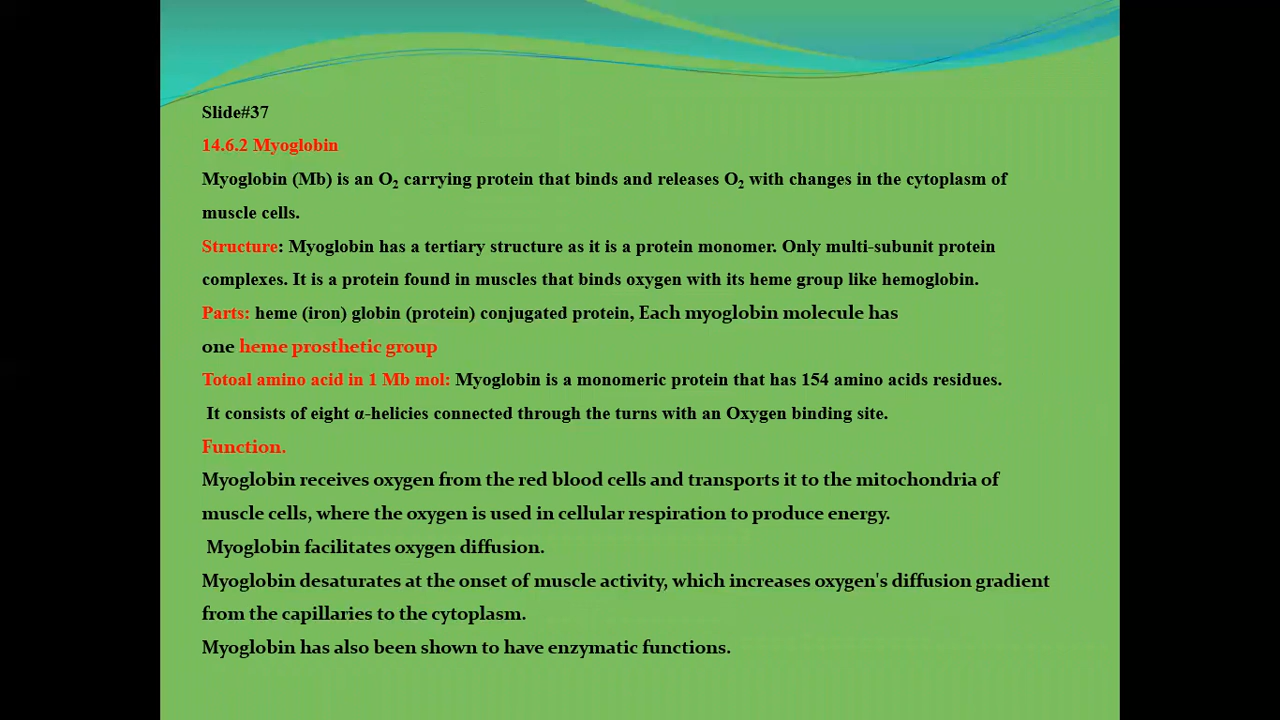 Slide#37
14.6.2 Myoglobin
Myoglobin (Mb) is an O₂ carrying protein that binds and releases O₂ with changes in the cytoplasm of
muscle cells.
Structure: Myoglobin has a tertiary structure as it is a protein monomer. Only multi-subunit protein
complexes. It is a protein found in muscles that binds oxygen with its heme group like hemoglobin.
Parts: heme (iron) globin (protein) conjugated protein, Each myoglobin molecule has
one heme prosthetic group
Totoal amino acid in 1 Mb mol: Myoglobin is a monomeric protein that has 154 amino acids residues.
It consists of eight α-helicies connected through the turns with an Oxygen binding site.
Function.
Myoglobin receives oxygen from the red blood cells and transports it to the mitochondria of
muscle cells, where the oxygen is used in cellular respiration to produce energy.
Myoglobin facilitates oxygen diffusion.
Myoglobin desaturates at the onset of muscle activity, which increases oxygen's diffusion gradient
from the capillaries to the cytoplasm.
Myoglobin has also been shown to have enzymatic functions.